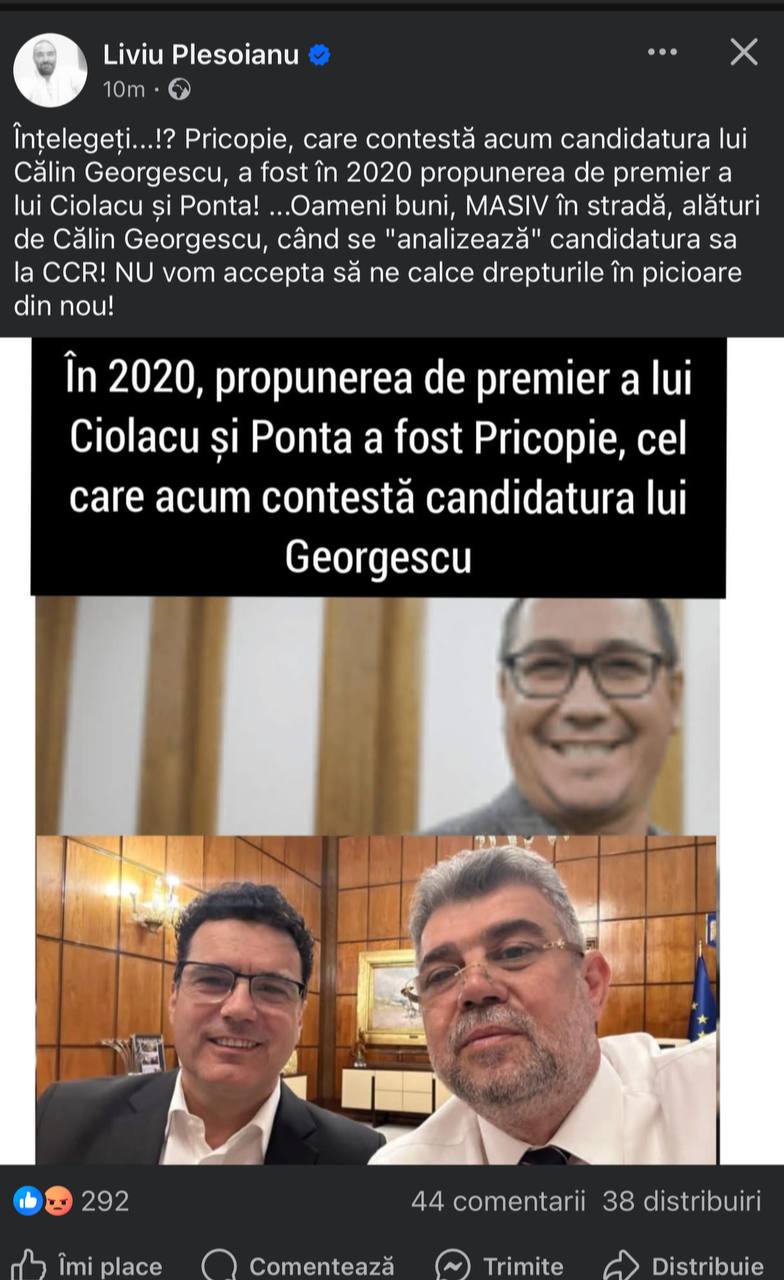 Liviu Plesoianu
10m ·
Înțelegeți...!? Pricopie, care contestă acum candidatura lui
Călin Georgescu, a fost în 2020 propunerea de premier a
lui Ciolacu și Ponta! ...Oameni buni, MASIV în stradă, alături
de Călin Georgescu, când se "analizează" candidatura sa
la CCR! NU vom accepta să ne calce drepturile în picioare
din nou!
În 2020, propunerea de premier a lui
Ciolacu și Ponta a fost Pricopie, cel
care acum contestă candidatura lui
Georgescu
292
44 comentarii 38 distribuiri
Îmi place
Comentează
Trimite
Distribuie